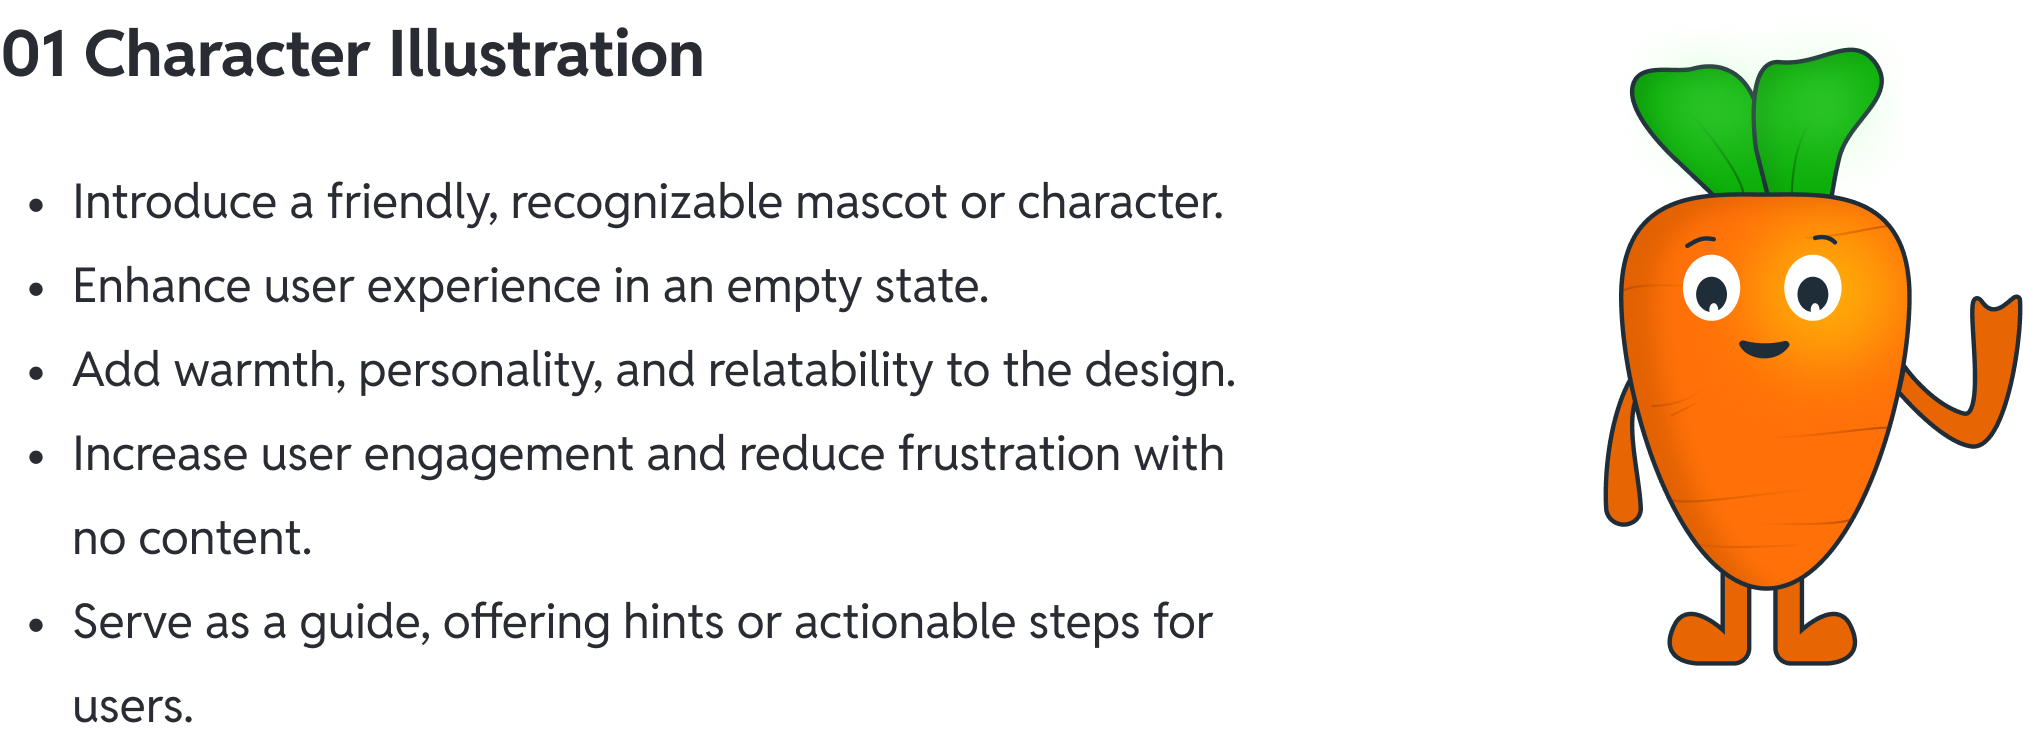 01 Character Illustration
• Introduce a friendly, recognizable mascot or character.
• Enhance user experience in an empty state.
• Add warmth, personality, and relatability to the design.
• Increase user engagement and reduce frustration with
no content.
• Serve as a guide, offering hints or actionable steps for
users.